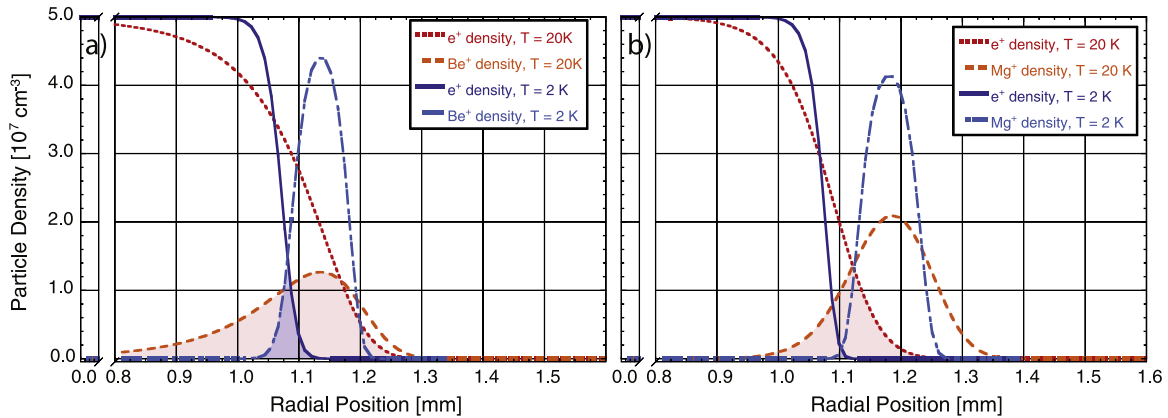 a)
Particle Density [10⁷ cm⁻³]
5.0
4.0
3.0
2.0
1.0
0.0
e⁺ density, T = 20K
Be⁺ density, T = 20K
e⁺ density, T = 2 K
Be⁺ density, T = 2 K
0.0 0.8 0.9 1.0 1.1 1.2 1.3 1.4 1.5
Radial Position [mm]
b)
e⁺ density, T = 20 K
Mg⁺ density, T = 20 K
e⁺ density, T = 2 K
Mg⁺ density, T = 2 K
0.0 0.8 0.9 1.0 1.1 1.2 1.3 1.4 1.5 1.6
Radial Position [mm]